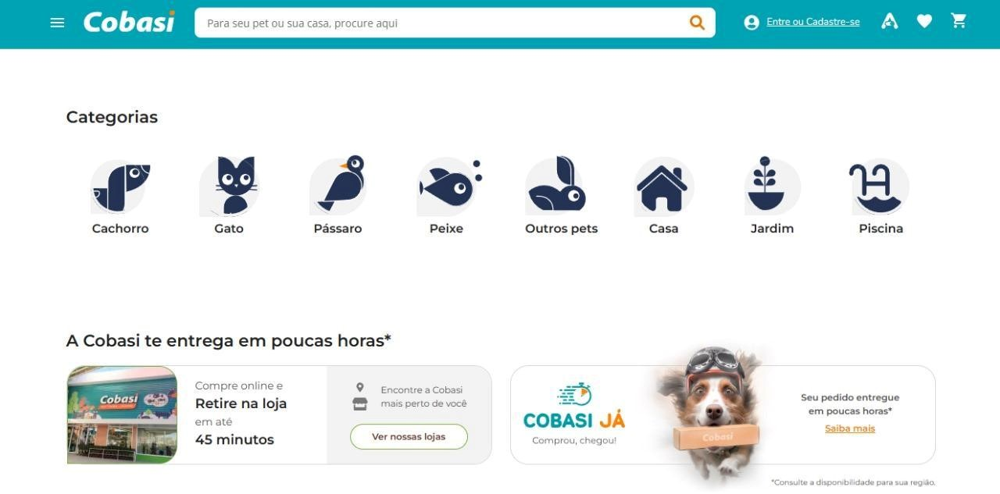 Cobasi
Para seu pet ou sua casa, procure aqui
Entre ou Cadastre-se
Categorias
Cachorro
Gato
Pássaro
Peixe
Outros pets
Casa
Jardim
Piscina
A Cobasi te entrega em poucas horas*
Cobasi
Compre online e
Retire na loja
em até
45 minutos
Encontre a Cobasi
mais perto de você
Ver nossas lojas
COBASI JÁ
Comprou, chegou!
Cobasi
Seu pedido entregue
em poucas horas*
Saiba mais
*Consulte a disponibilidade para sua região.